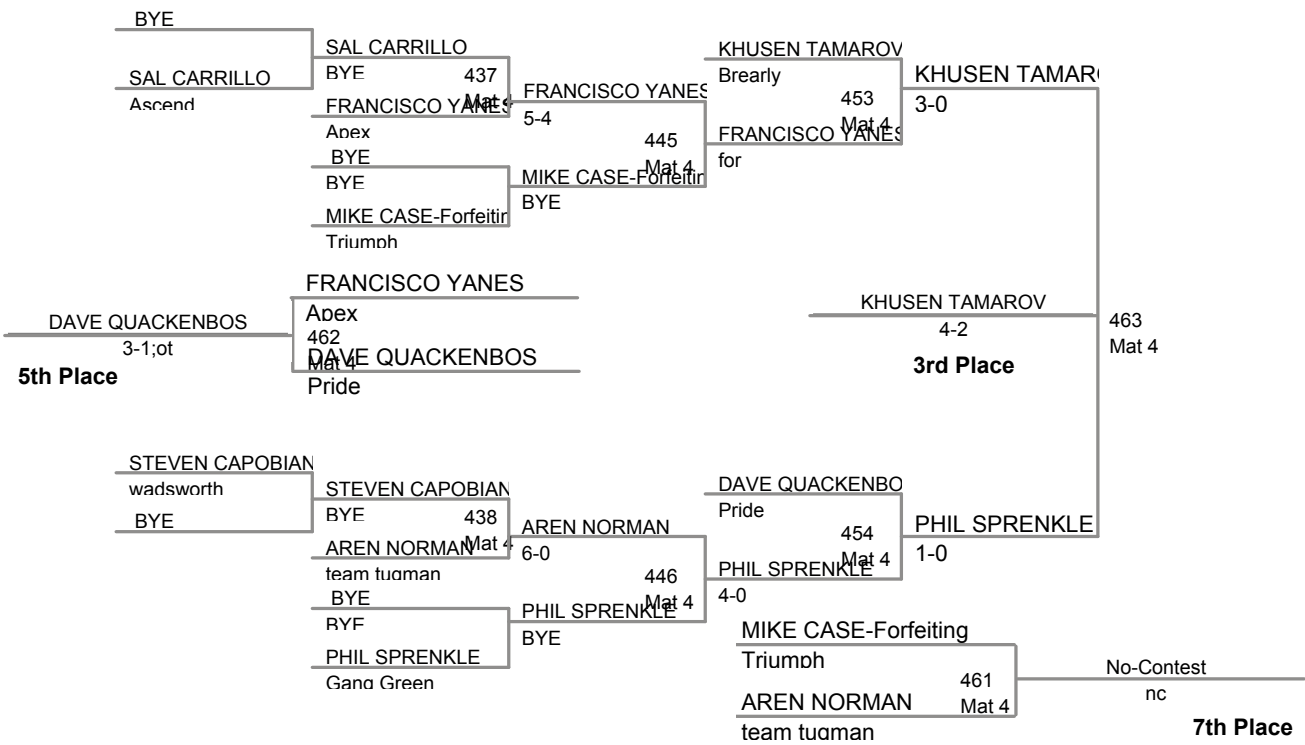 BYE
SAL CARRILLO
Ascend
SAL CARRILLO
BYE
437
Mat 4
FRANCISCO YANES
Apex
BYE
BYE
MIKE CASE-Forfeitin
Triumph
FRANCISCO YANES
5-4
445
Mat 4
MIKE CASE-Forfeitin
BYE
KHUSEN TAMAROV
Brearly
453
Mat 4
FRANCISCO YANES
for
KHUSEN TAMAR
3-0
FRANCISCO YANES
Apex
462
Mat 4
DAVE QUACKENBOS
Pride
DAVE QUACKENBOS
3-1;ot
5th Place
KHUSEN TAMAROV
4-2
3rd Place
463
Mat 4
STEVEN CAPOBIAN
wadsworth
BYE
STEVEN CAPOBIAN
BYE
438
Mat 4
AREN NORMAN
team tugman
BYE
BYE
PHIL SPRENKLE
Gang Green
AREN NORMAN
6-0
446
Mat 4
PHIL SPRENKLE
BYE
DAVE QUACKENBO
Pride
454
Mat 4
PHIL SPRENKLE
4-0
PHIL SPRENKLE
1-0
MIKE CASE-Forfeiting
Triumph
461
Mat 4
AREN NORMAN
team tugman
No-Contest
nc
7th Place